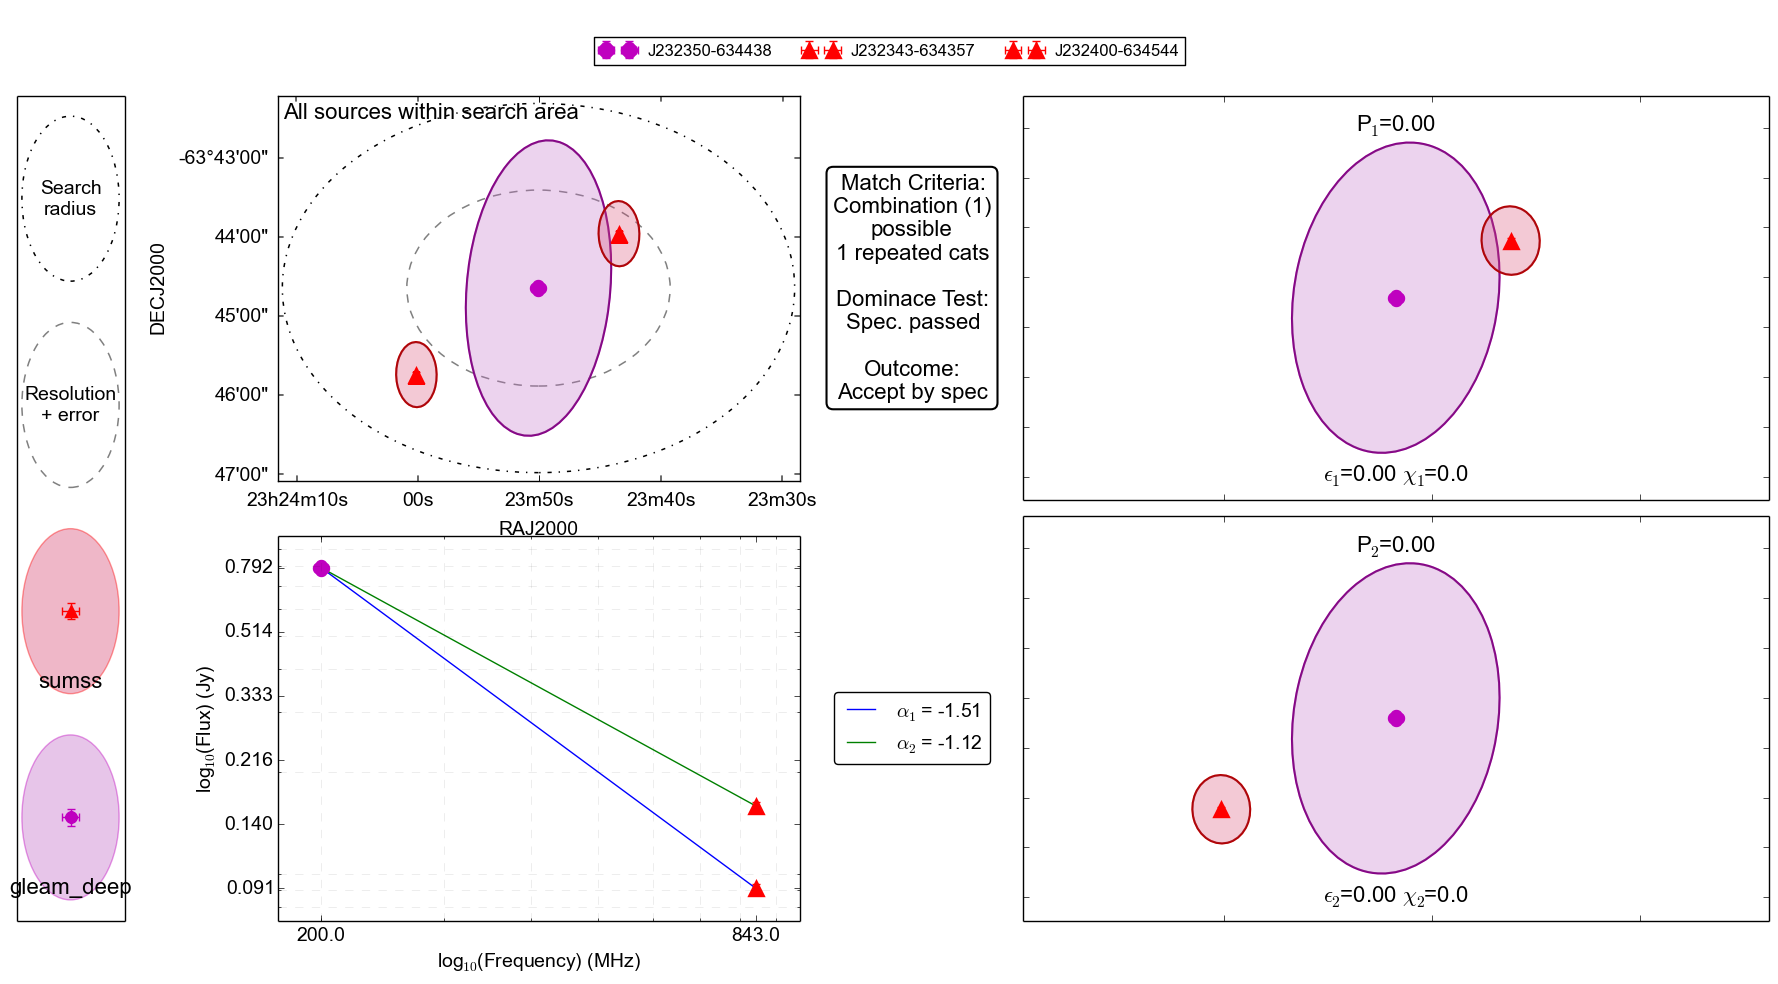 J232350-634438
J232343-634357
J232400-634544
Search
radius
Resolution
+ error
sumss
gleam_deep
All sources within search area
DECJ2000
-63°43'00"
44'00"
45'00"
46'00"
47'00"
23h24m10s
00s
23m50s
23m40s
23m30s
RAJ2000
Match Criteria:
Combination (1)
possible
1 repeated cats
Dominace Test:
Spec. passed
Outcome:
Accept by spec
P1=0.00
ϵ1=0.00 χ1=0.0
log10(Flux) (Jy)
0.792
0.514
0.333
0.216
0.140
0.091
200.0
843.0
log10(Frequency) (MHz)
α1 = -1.51
α2 = -1.12
P2=0.00
ϵ2=0.00 χ2=0.0